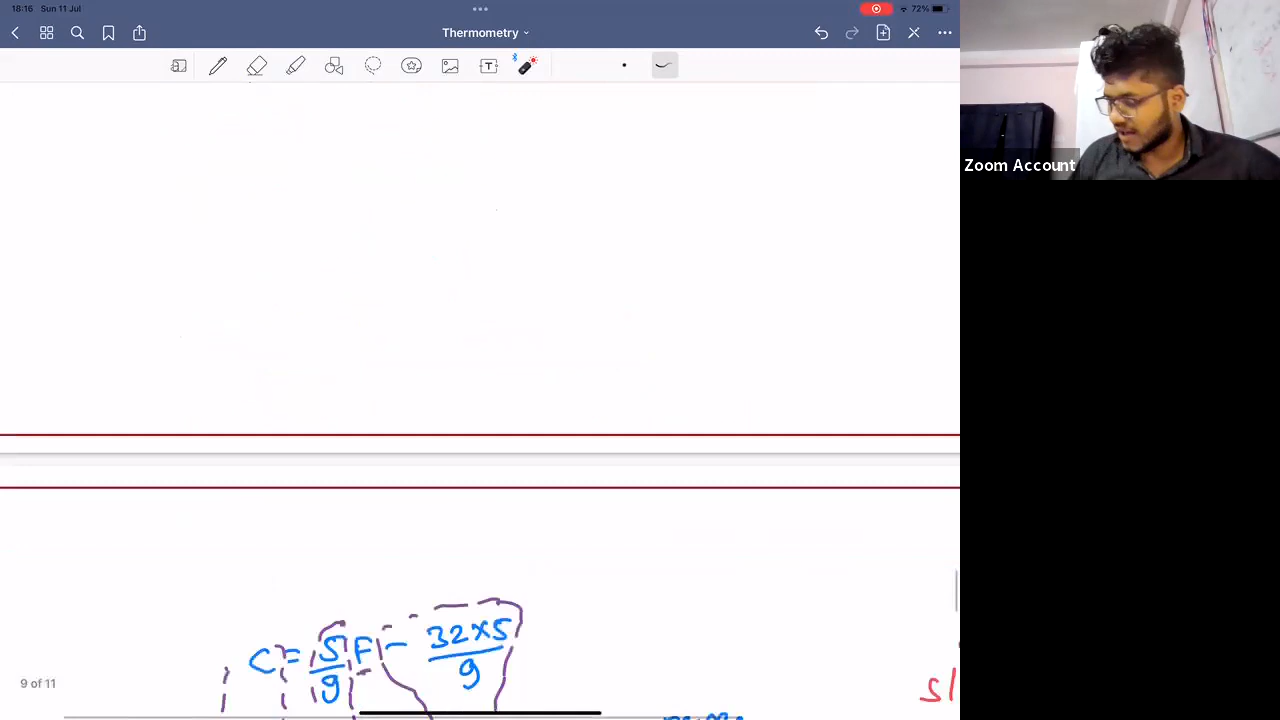 18:16 Sun 11 Jul
72%
Thermometry
T
Zoom Account
C = 5/9 F - 32×5/9
9 of 11